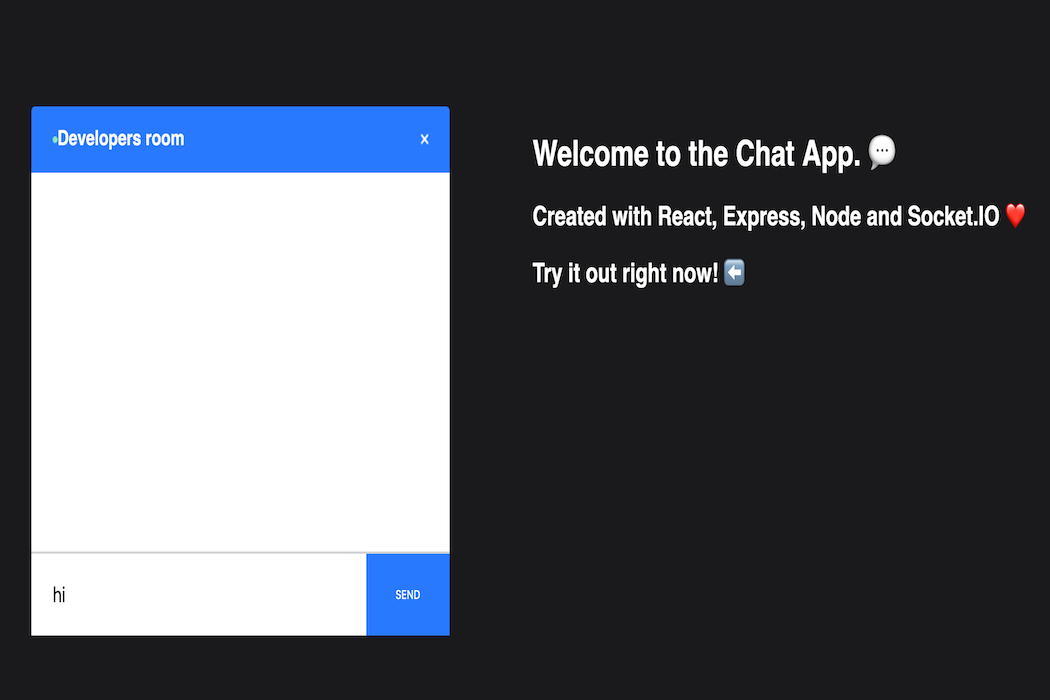 Developers room
Welcome to the Chat App. 💬
Created with React, Express, Node and Socket.IO ❤️
Try it out right now! ⬅️
hi
SEND